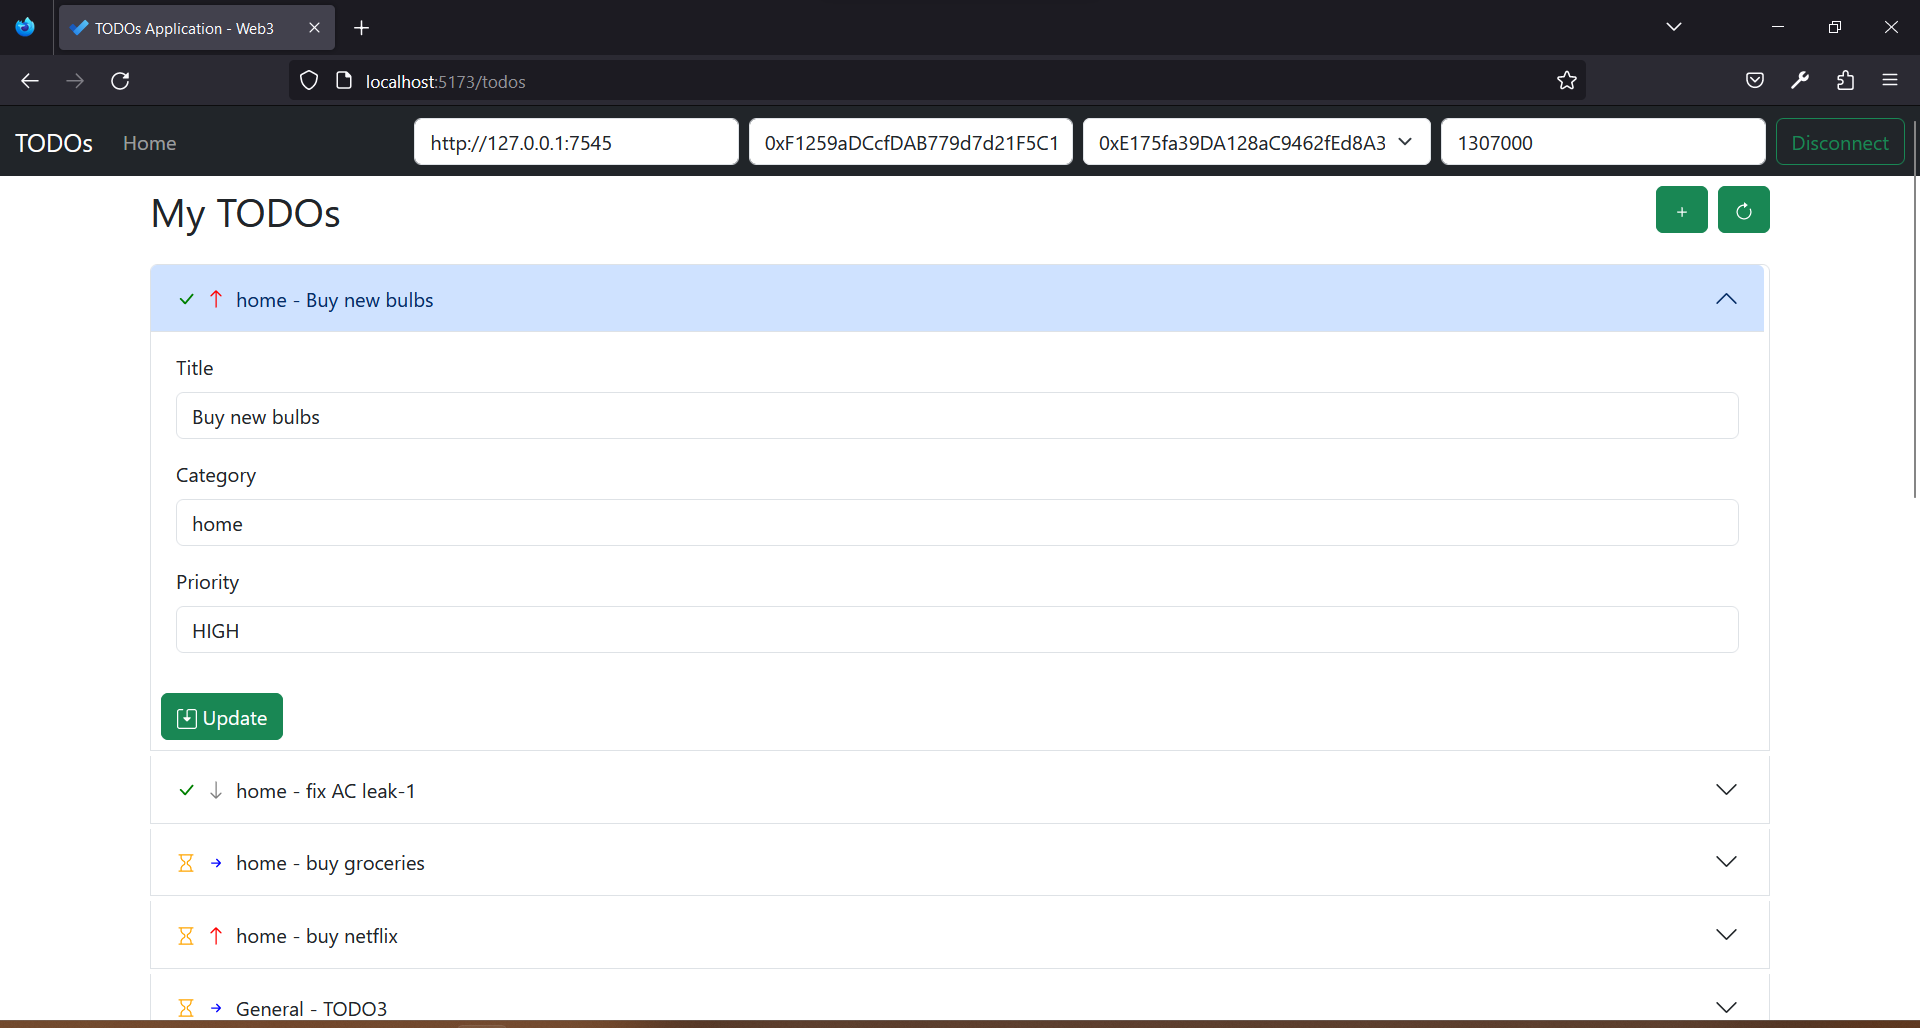 TODOs Application - Web3
localhost:5173/todos
TODOs Home http://127.0.0.1:7545 0xF1259aDCcfDAB779d7d21F5C1 0xE175fa39DA128aC9462fEd8A3 1307000 Disconnect
My TODOs
home - Buy new bulbs
Title
Buy new bulbs
Category
home
Priority
HIGH
Update
home - fix AC leak-1
home - buy groceries
home - buy netflix
General - TODO3